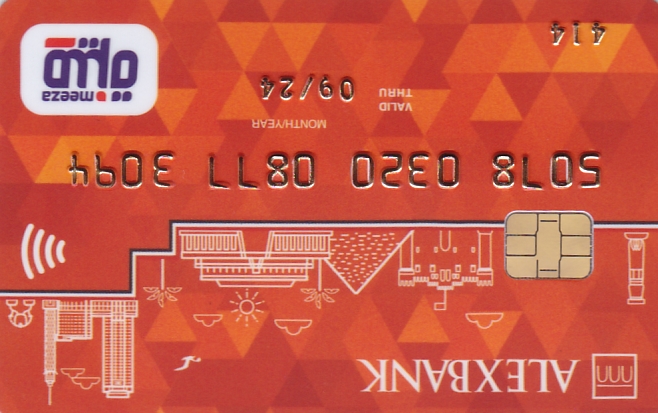 ALEXBANK
5078 0320 0877 3094
MONTH/YEAR
VALID
THRU
09/24
414
meeza
ميزة